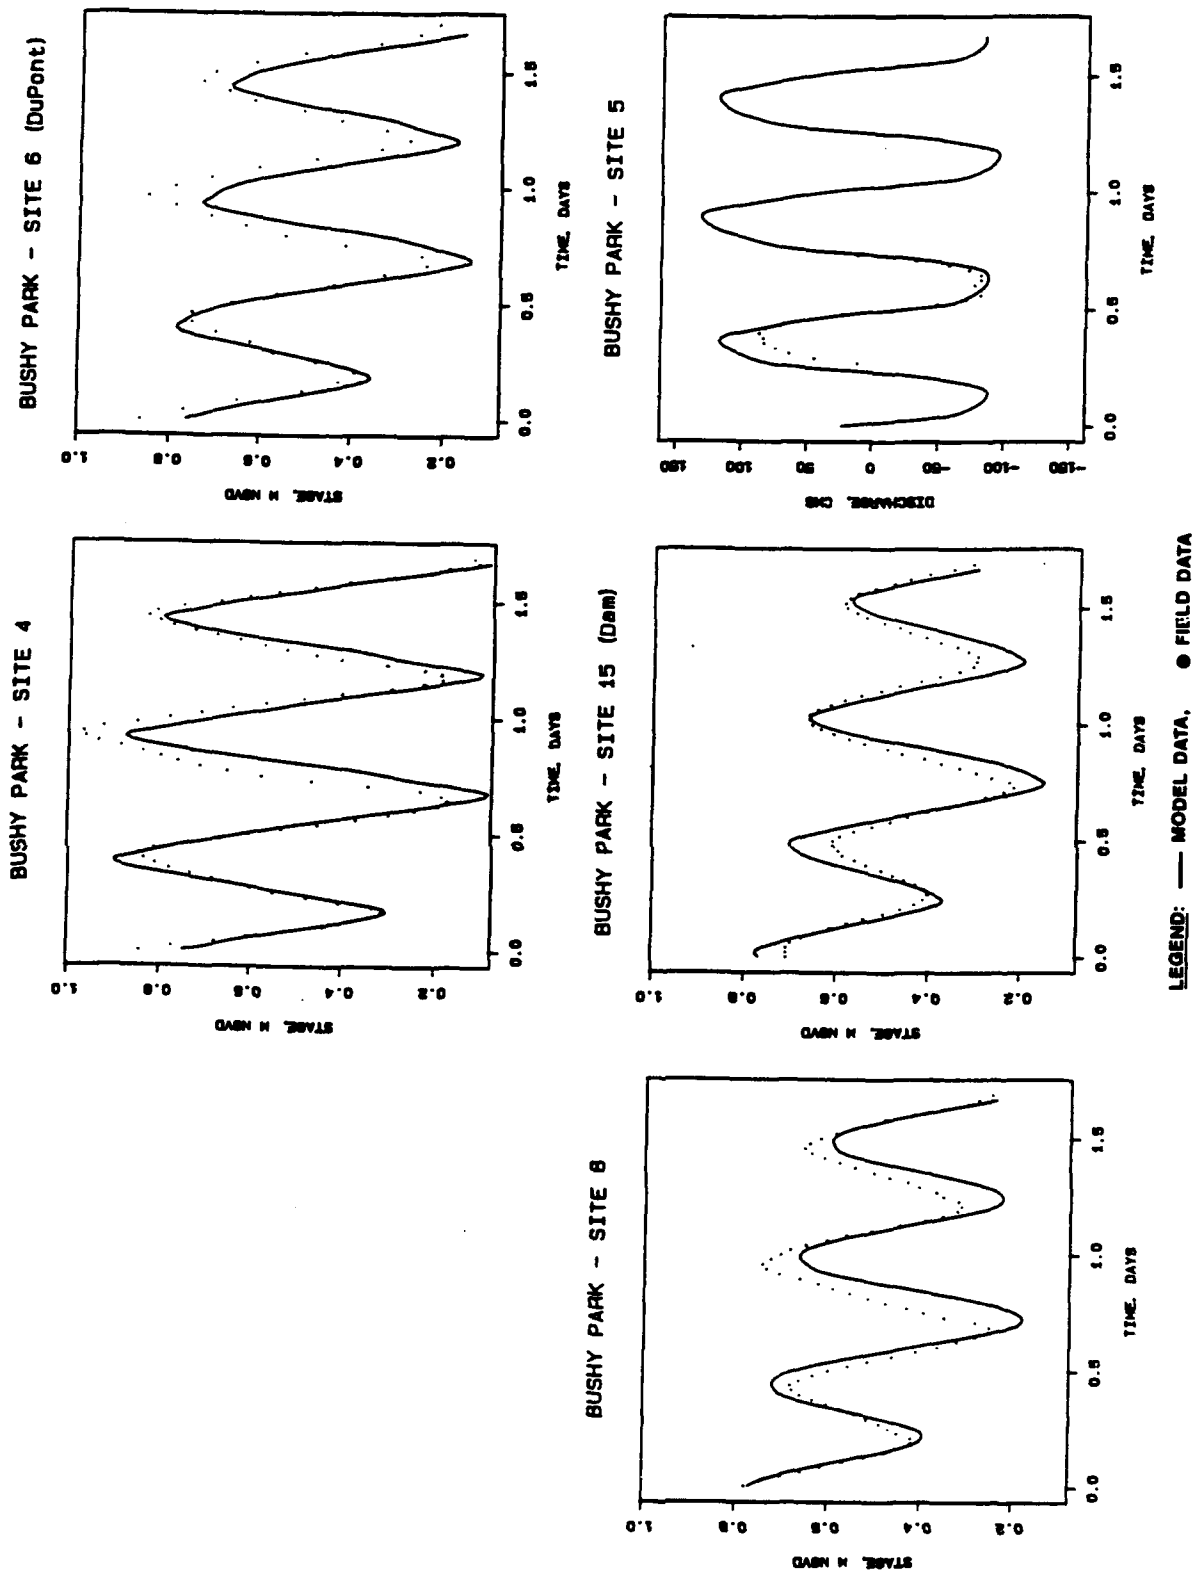 BUSHY PARK - SITE 4
STAGE, M NGVD
1.0
0.8
0.6
0.4
0.2
0.0
0.5
1.0
1.5
TIME, DAYS
BUSHY PARK - SITE 6 (DuPont)
STAGE, M NGVD
1.0
0.8
0.6
0.4
0.2
0.0
0.5
1.0
1.5
TIME, DAYS
BUSHY PARK - SITE 8
STAGE, M NGVD
1.0
0.8
0.6
0.4
0.2
0.0
0.5
1.0
1.5
TIME, DAYS
BUSHY PARK - SITE 15 (Dam)
STAGE, M NGVD
1.0
0.8
0.6
0.4
0.2
0.0
0.5
1.0
1.5
TIME, DAYS
BUSHY PARK - SITE 5
DISCHARGE, CMS
150
100
50
0
-50
-100
-150
0.0
0.5
1.0
1.5
TIME, DAYS
LEGEND: — MODEL DATA, ● FIELD DATA